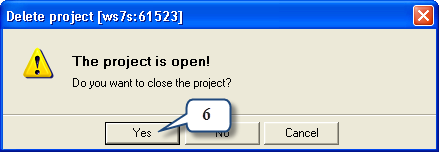 Delete project [ws7s:61523]
The project is open!
Do you want to close the project?
6
Yes
No
Cancel